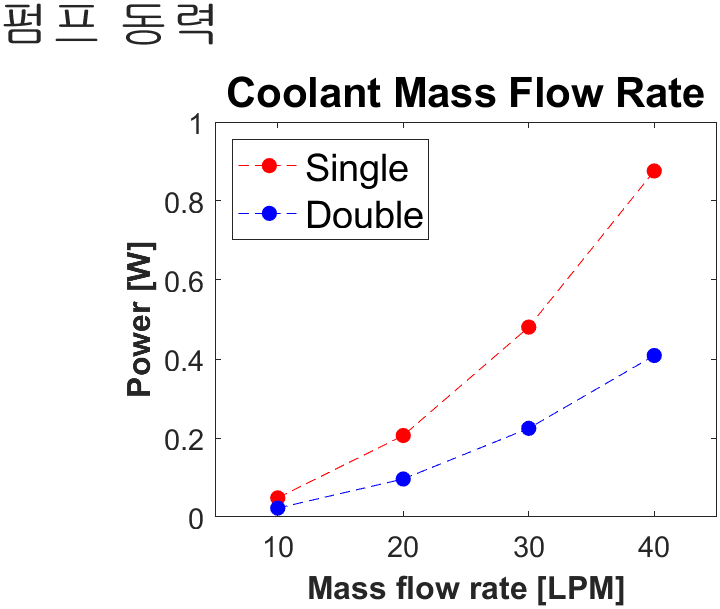 펌프 동력
Coolant Mass Flow Rate
1
0.8
0.6
0.4
0.2
0
Power [W]
Single
Double
10 20 30 40
Mass flow rate [LPM]